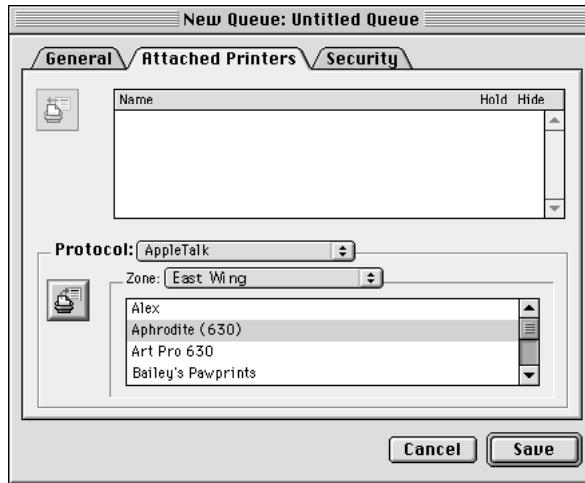 New Queue: Untitled Queue
General Attached Printers Security
Name Hold Hide
Protocol: AppleTalk
Zone: East Wing
Alex
Aphrodite (630)
Art Pro 630
Bailey's Pawprints
Cancel Save